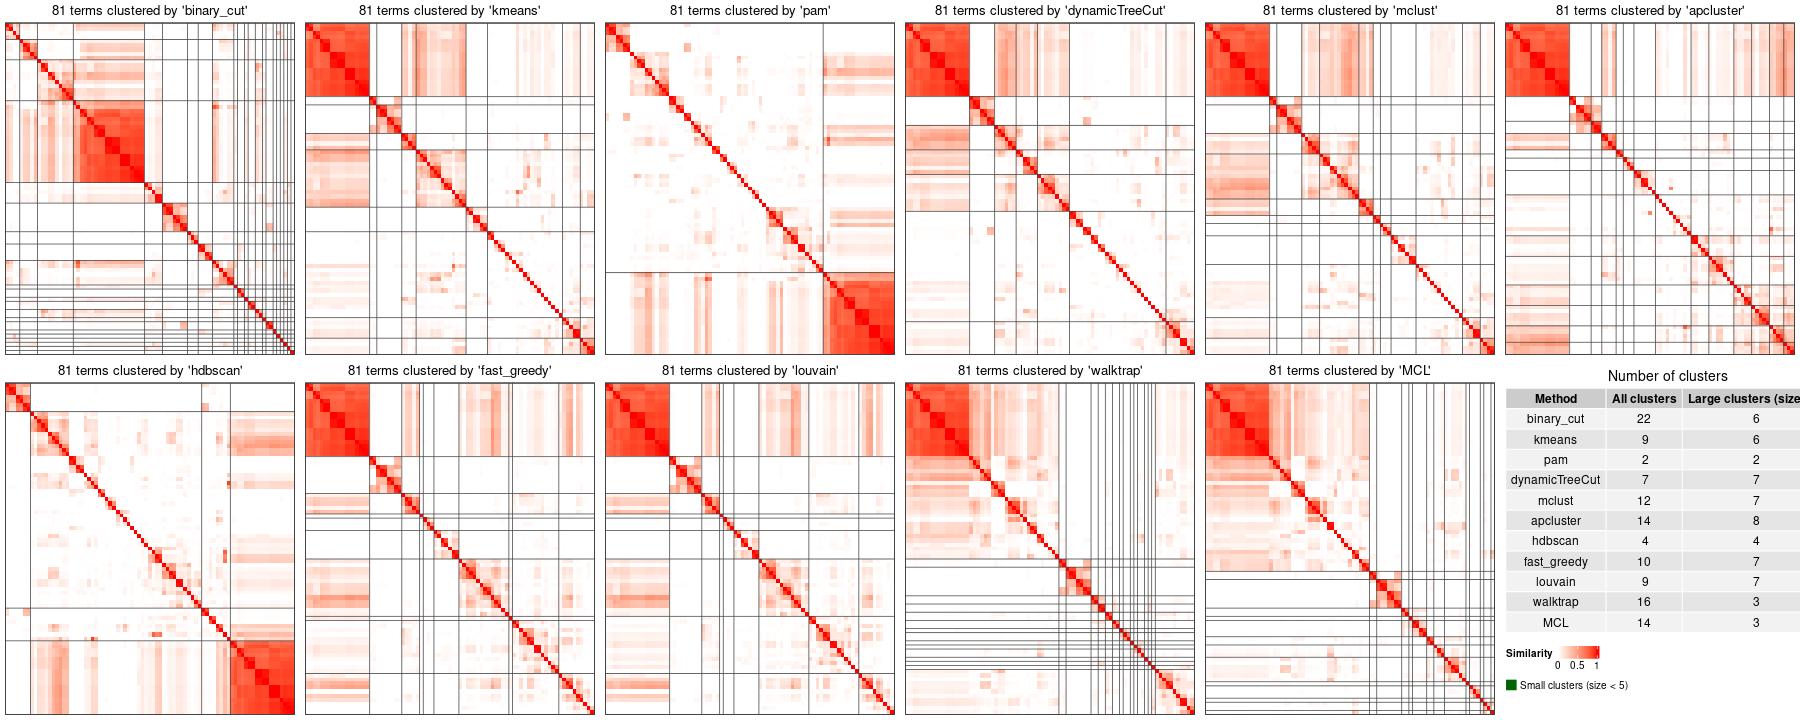 81 terms clustered by 'binary_cut'
81 terms clustered by 'kmeans'
81 terms clustered by 'pam'
81 terms clustered by 'dynamicTreeCut'
81 terms clustered by 'mclust'
81 terms clustered by 'apcluster'
81 terms clustered by 'hdbscan'
81 terms clustered by 'fast_greedy'
81 terms clustered by 'louvain'
81 terms clustered by 'walktrap'
81 terms clustered by 'MCL'
Number of clusters
Method All clusters Large clusters (size
binary_cut 22 6
kmeans 9 6
pam 2 2
dynamicTreeCut 7 7
mclust 12 7
apcluster 14 8
hdbscan 4 4
fast_greedy 10 7
louvain 9 7
walktrap 16 3
MCL 14 3
Similarity
0 0.5 1
Small clusters (size < 5)